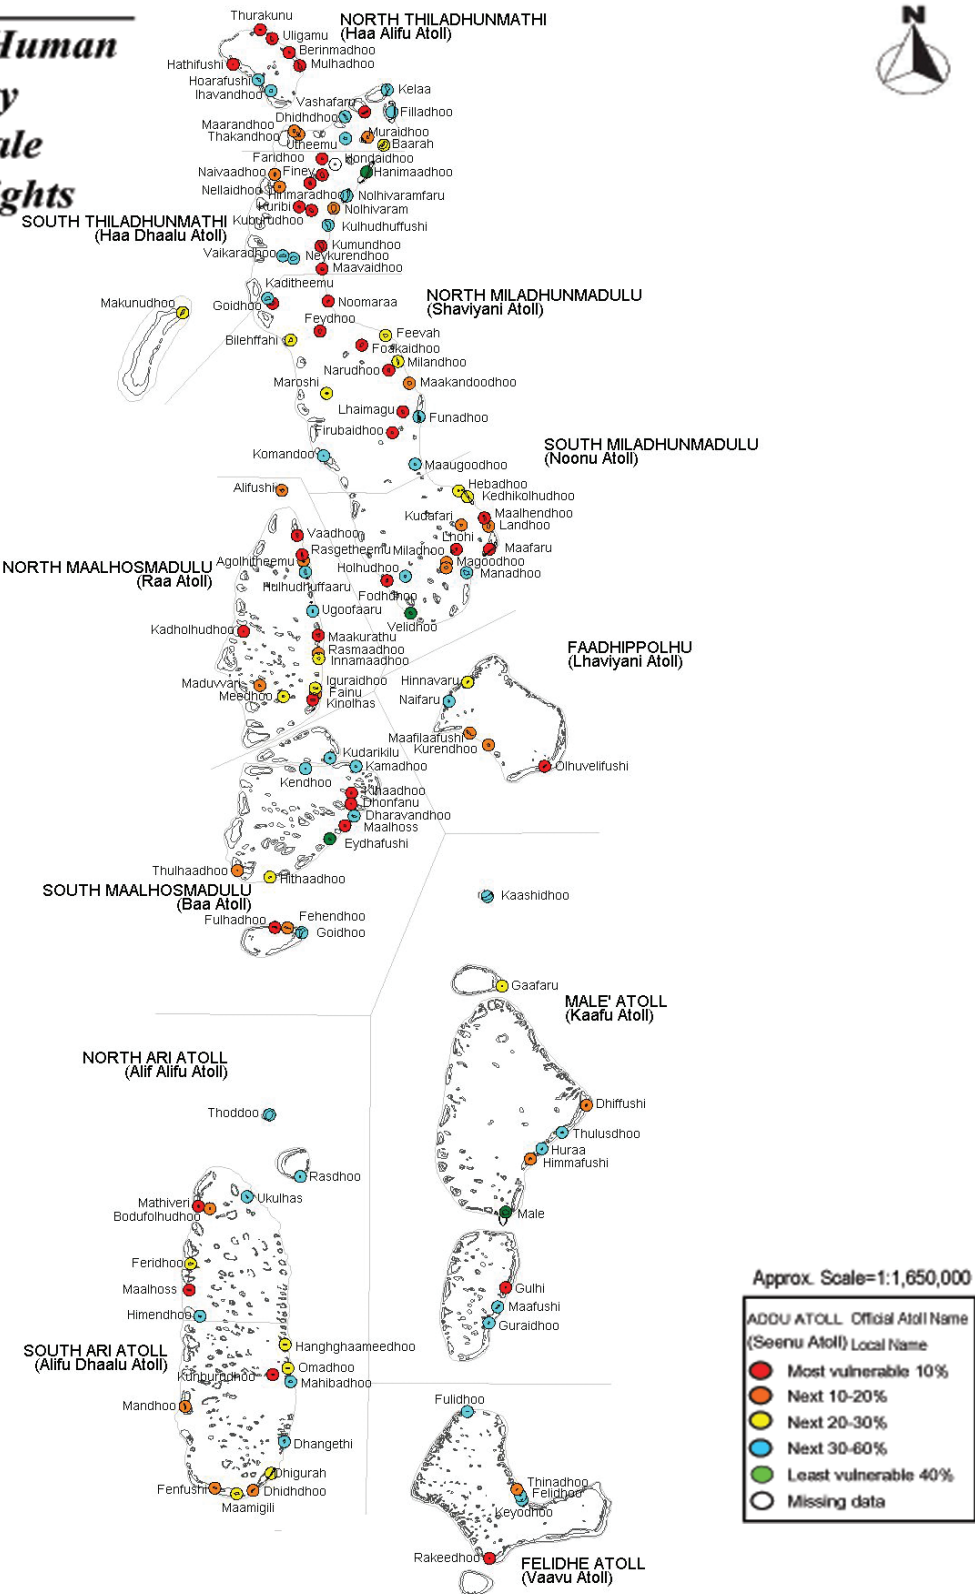 Human
y
ale
ghts
N
NORTH THILADHUNMATHI
(Haa Alifu Atoll)
Thurakunu
Uligamu
Berinmadhoo
Hathifushi
Mulhadhoo
Hoarafushi
Ihavandhoo
Kelaa
Vashafaru
Filladhoo
Dhidhdhoo
Maarandhoo
Thakandhoo
Muraidhoo
Utheemu
Baarah
Faridhoo
Hondaidhoo
Naivaadhoo
Finey
Hanimaadhoo
Nellaidhoo
Hirimaradhoo
Nolhivaramfaru
Kuribi
Nolhivaram
Kuburudhoo
Kulhudhuffushi
SOUTH THILADHUNMATHI
(Haa Dhaalu Atoll)
Kumundhoo
Vaikaradhoo
Neykurendhoo
Maavaidhoo
Kaditheemu
Makunudhoo
Goidhoo
Noomaraa
NORTH MILADHUNMADULU
(Shaviyani Atoll)
Feydhoo
Feevah
Bilehffahi
Foakaidhoo
Milandhoo
Narudhoo
Maakandoodhoo
Maroshi
Lhaimagu
Funadhoo
Firubaidhoo
SOUTH MILADHUNMADULU
(Noonu Atoll)
Komandoo
Maaugoodhoo
Alifushi
Hebadhoo
Kedhikolhudhoo
Kudafari
Maalhendhoo
Landhoo
Vaadhoo
Lhohi
Rasgetheemu
Miladhoo
Maafaru
NORTH MAALHOSMADULU
(Raa Atoll)
Agolhitheemu
Magoodhoo
Holhudhoo
Manadhoo
Hulhudhuffaaru
Fodhdhoo
Ugoofaaru
Velidhoo
Kadholhudhoo
Maakurathu
Rasmaadhoo
Innamaadhoo
FAADHIPPOLHU
(Lhaviyani Atoll)
Maduvvari
Iguraidhoo
Hinnavaru
Meedhoo
Fainu
Naifaru
Kinolhas
Maafilaafushi
Kurendhoo
Kudarikilu
Kamadhoo
Olhuvelifushi
Kendhoo
Kihaadhoo
Dhonfanu
Dharavandhoo
Maalhoss
Eydhafushi
Thulhaadhoo
Hithaadhoo
SOUTH MAALHOSMADULU
(Baa Atoll)
Kaashidhoo
Fulhadhoo
Fehendhoo
Goidhoo
Gaafaru
MALE' ATOLL
(Kaafu Atoll)
NORTH ARI ATOLL
(Alif Alifu Atoll)
Thoddoo
Dhiffushi
Thulusdhoo
Huraa
Himmafushi
Rasdhoo
Mathiveri
Ukulhas
Bodufolhudhoo
Male
Feridhoo
Maalhoss
Gulhi
Himendhoo
Maafushi
Guraidhoo
SOUTH ARI ATOLL
(Alifu Dhaalu Atoll)
Hanghghaameedhoo
Omadhoo
Kunburudhoo
Mahibadhoo
Mandhoo
Fulidhoo
Dhangethi
Dhigurah
Fenfushi
Dhidhdhoo
Maamigili
Thinadhoo
Felidhoo
Keyodhoo
Rakeedhoo
FELIDHE ATOLL
(Vaavu Atoll)
Approx. Scale=1:1,650,000
ADDU ATOLL Official Atoll Name
(Seenu Atoll) Local Name
Most vulnerable 10%
Next 10-20%
Next 20-30%
Next 30-60%
Least vulnerable 40%
Missing data